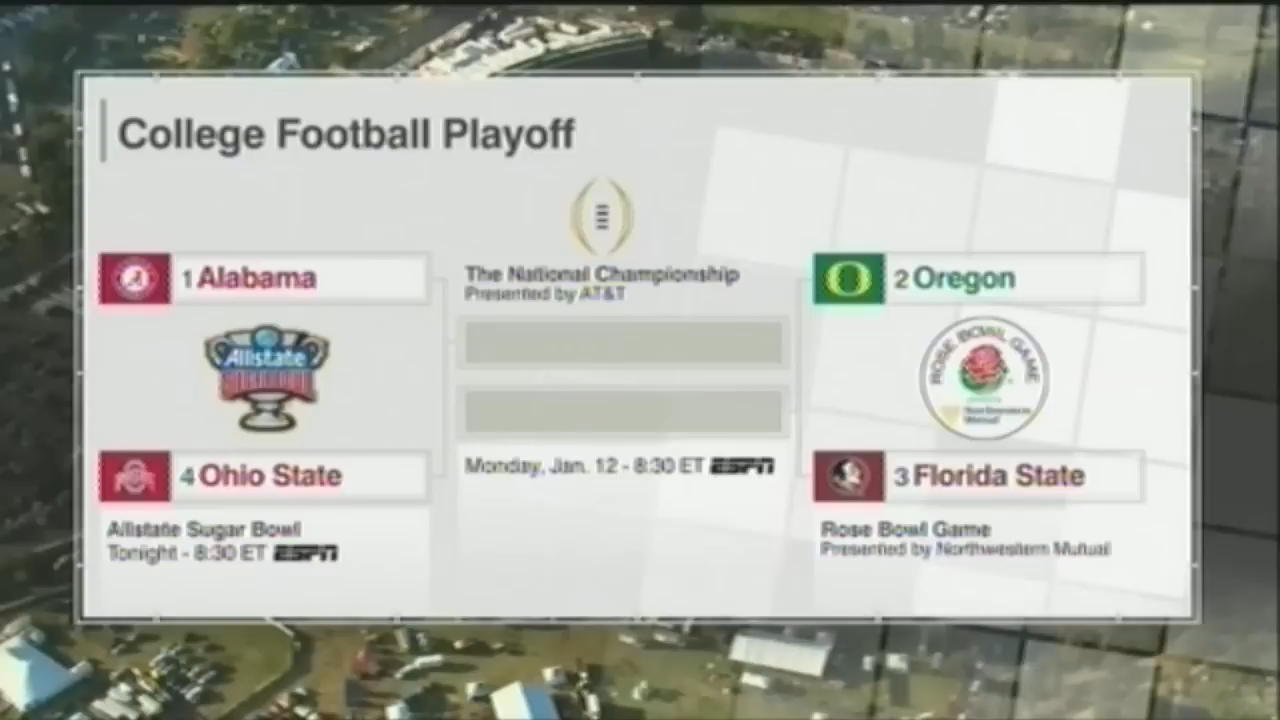 College Football Playoff
1 Alabama
Allstate
4 Ohio State
Allstate Sugar Bowl
Tonight - 8:30 ET ESPN
The National Championship
Presented by AT&T
Monday, Jan. 12 - 8:30 ET ESPN
2 Oregon
ROSE BOWL GAME
3 Florida State
Rose Bowl Game
Presented by Northwestern Mutual